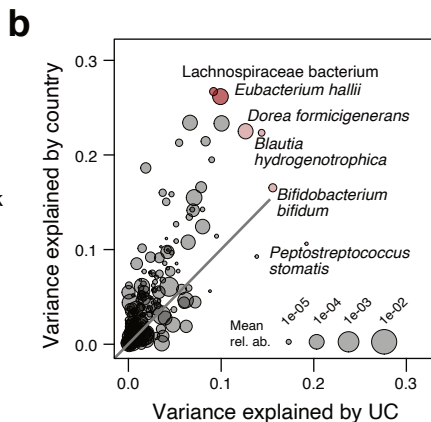 b
k
Variance explained by country
0.3
0.2
0.1
0.0
Lachnospiraceae bacterium
Eubacterium hallii
Dorea formicigenerans
Blautia
hydrogenotrophica
Bifidobacterium
bifidum
Peptostreptococcus
stomatis
Mean
rel. ab.
1e-05
1e-04
1e-03
1e-02
0.0
0.1
0.2
0.3
Variance explained by UC